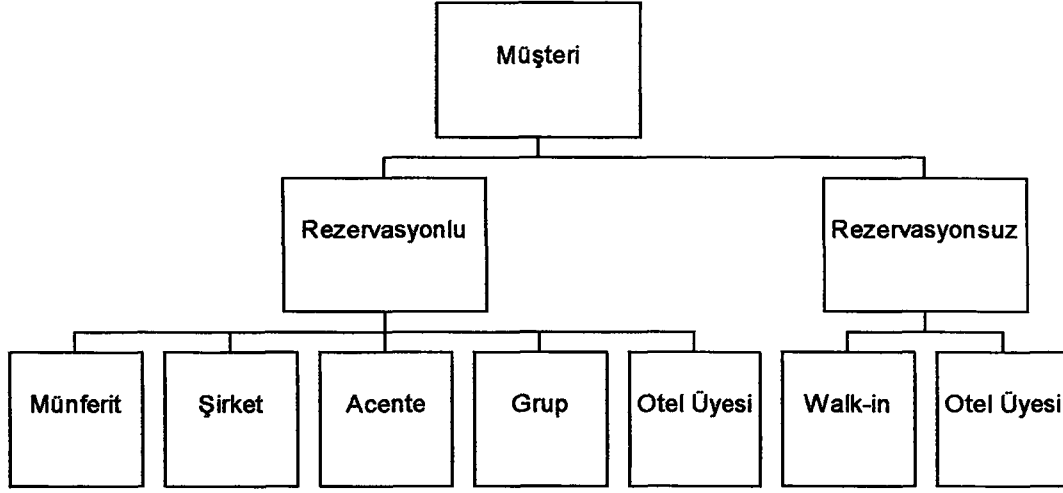 Müşteri
Rezervasyonlu
Rezervasyonsuz
Münferit
Şirket
Acente
Grup
Otel Üyesi
Walk-in
Otel Üyesi